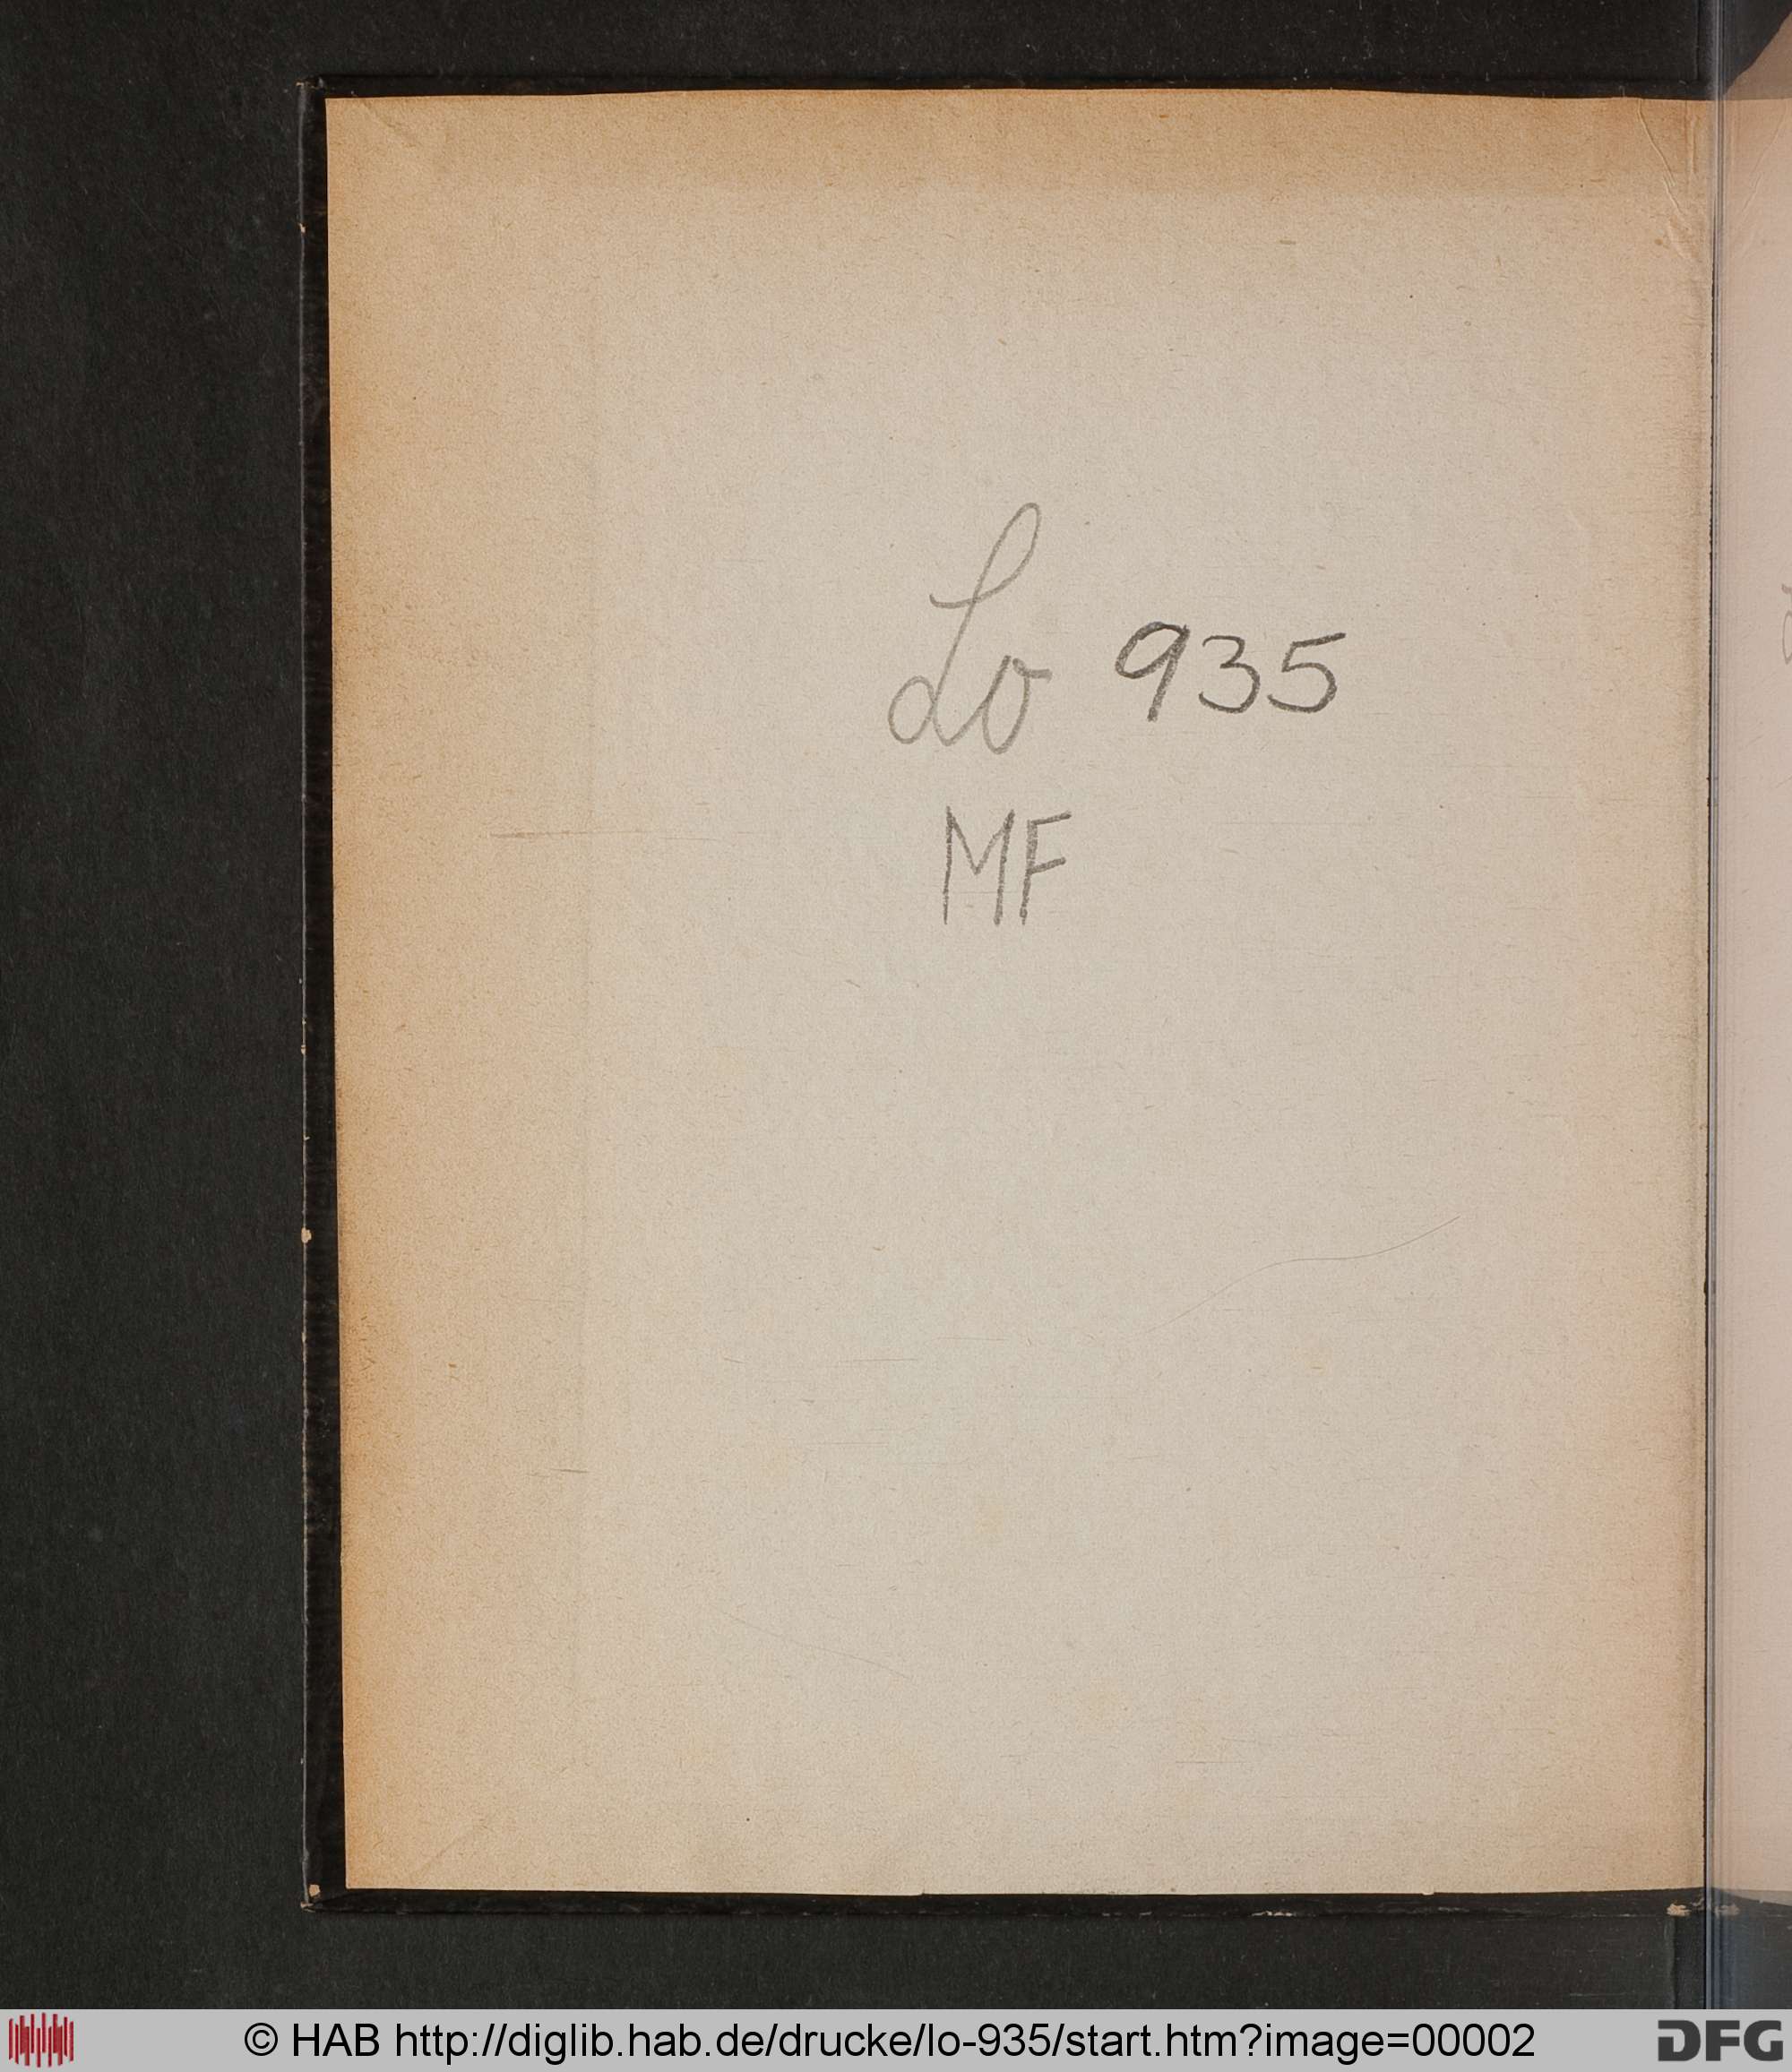 Lo 935
MF
© HAB http://diglib.hab.de/drucke/lo-935/start.htm?image=00002
DFG